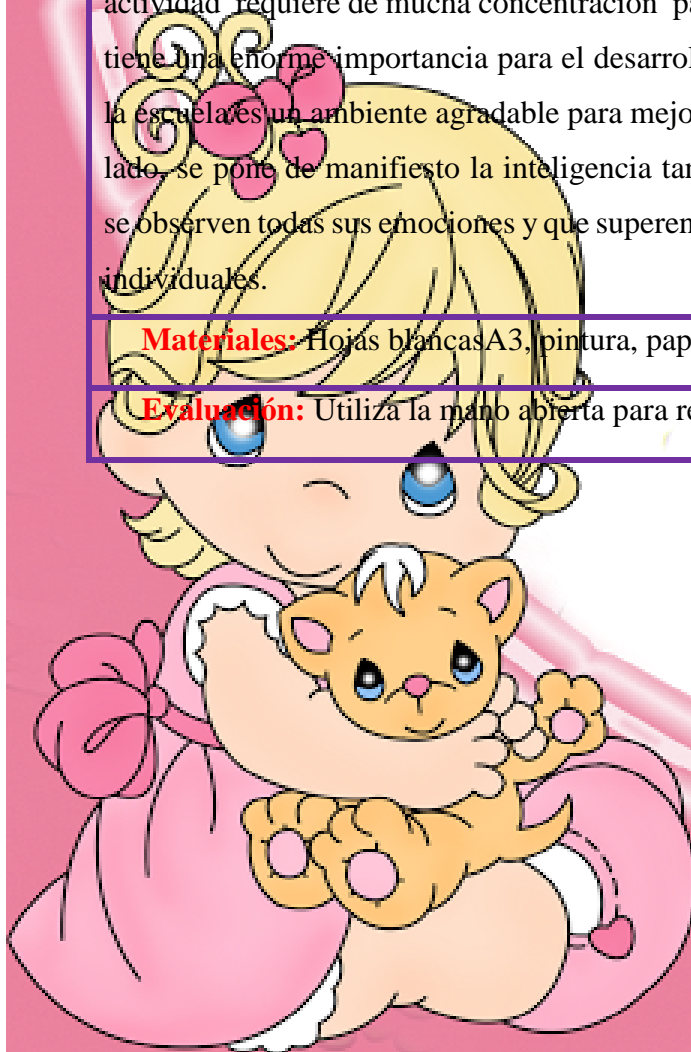 actividad requiere de mucha concentración
tiene una enorme importancia para el desarrol
la escuela es un ambiente agradable para mejo
lado, se pone de manifiesto la inteligencia tar
se observen todas sus emociones y que superen
individuales.
Materiales: Hojas blancasA3, pintura, pap
Evaluación: Utiliza la mano abierta para re